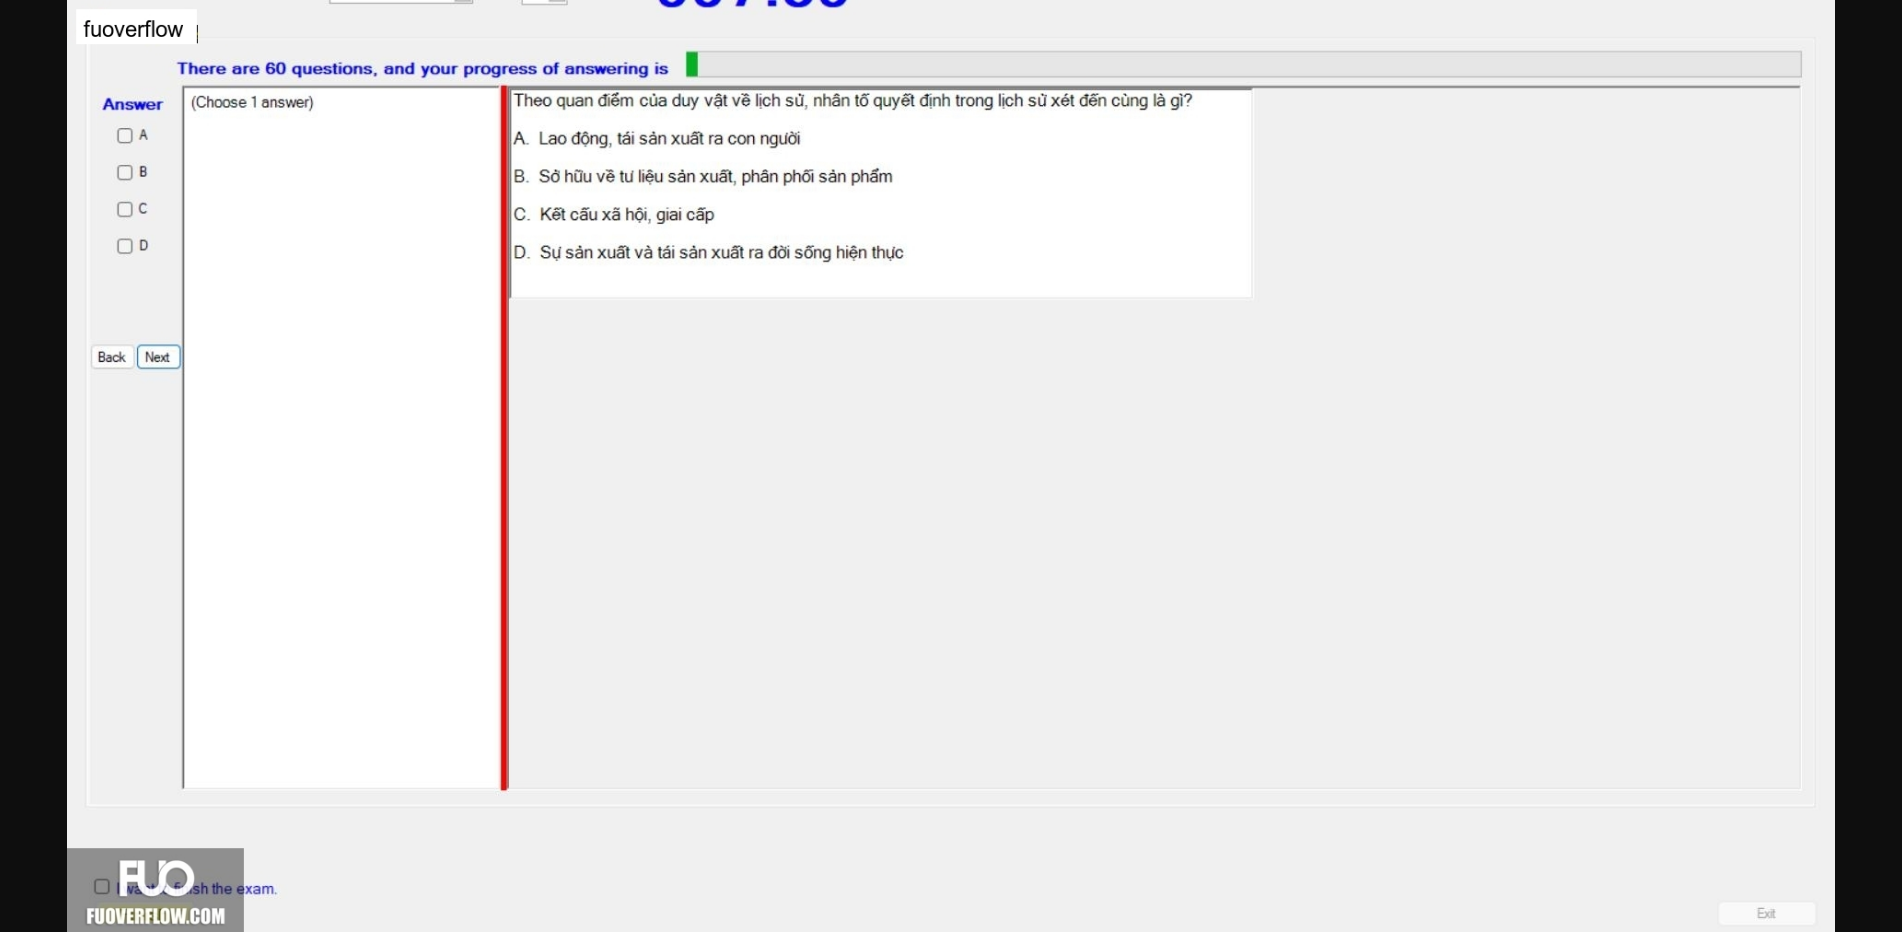 fuoverflow
There are 60 questions, and your progress of answering is
Answer
(Choose 1 answer)
A
B
C
D
Back
Next
Theo quan điểm của duy vật về lịch sử, nhân tố quyết định trong lịch sử xét đến cùng là gì?
A. Lao động, tái sản xuất ra con người
B. Sở hữu về tư liệu sản xuất, phân phối sản phẩm
C. Kết cấu xã hội, giai cấp
D. Sự sản xuất và tái sản xuất ra đời sống hiện thực
FUO
I want finish the exam.
FUOVERFLOW.COM
Exit